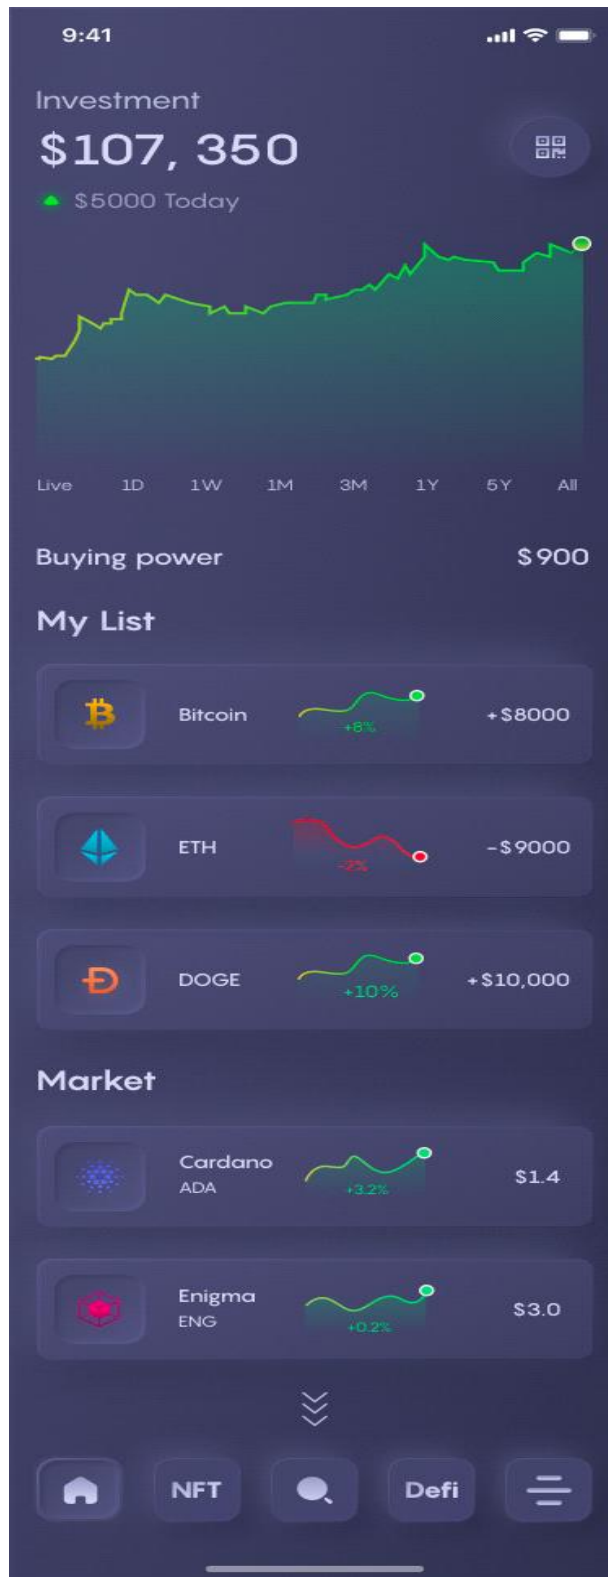 9:41
Investment
$107, 350
$5000 Today
Live 1D 1W 1M 3M 1Y 5Y All
Buying power $900
My List
Bitcoin +8% +$8000
ETH -2% -$9000
DOGE +10% +$10,000
Market
Cardano
ADA +3.2% $1.4
Enigma
ENG +0.2% $3.0
NFT Defi